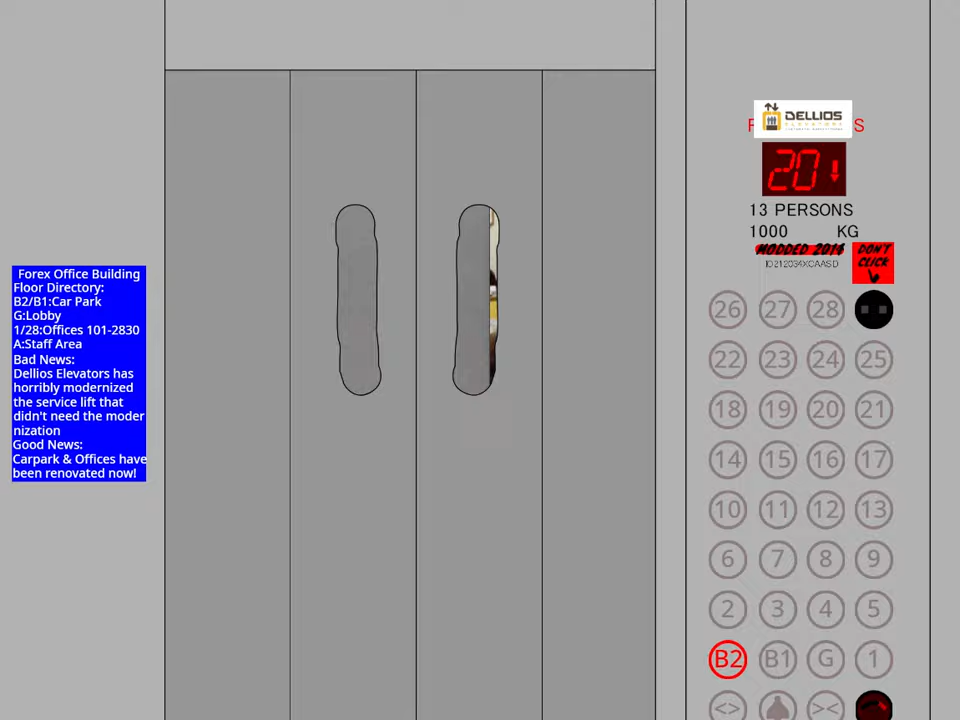 Forex Office Building
Floor Directory:
B2/B1:Car Park
G:Lobby
1/28:Offices 101-2830
A:Staff Area
Bad News:
Dellios Elevators has
horribly modernized
the service lift that
didn't need the moder
nization
Good News:
Carpark & Offices have
been renovated now!
DELLIOS
S
20
13 PERSONS
1000 KG
MODDED 2014
ID212034XCAASD
DON'T
CLICK
26 27 28
22 23 24 25
18 19 20 21
14 15 16 17
10 11 12 13
6 7 8 9
2 3 4 5
B2 B1 G 1
<> ><